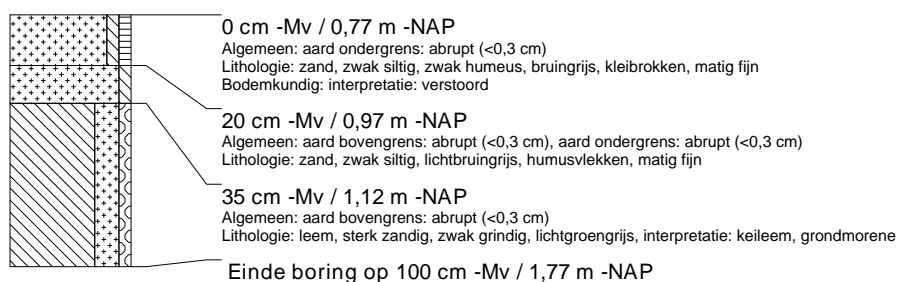 0 cm -Mv / 0,77 m -NAP
Algemeen: aard ondergrens: abrupt (<0,3 cm)
Lithologie: zand, zwak siltig, zwak humeus, bruingrijs, kleibrokken, matig fijn
Bodemkundig: interpretatie: verstoord
20 cm -Mv / 0,97 m -NAP
Algemeen: aard bovengrens: abrupt (<0,3 cm), aard ondergrens: abrupt (<0,3 cm)
Lithologie: zand, zwak siltig, lichtbruingrijs, humusvlekken, matig fijn
35 cm -Mv / 1,12 m -NAP
Algemeen: aard bovengrens: abrupt (<0,3 cm)
Lithologie: leem, sterk zandig, zwak grindig, lichtgroengrijs, interpretatie: keileem, grondmorene
Einde boring op 100 cm -Mv / 1,77 m -NAP